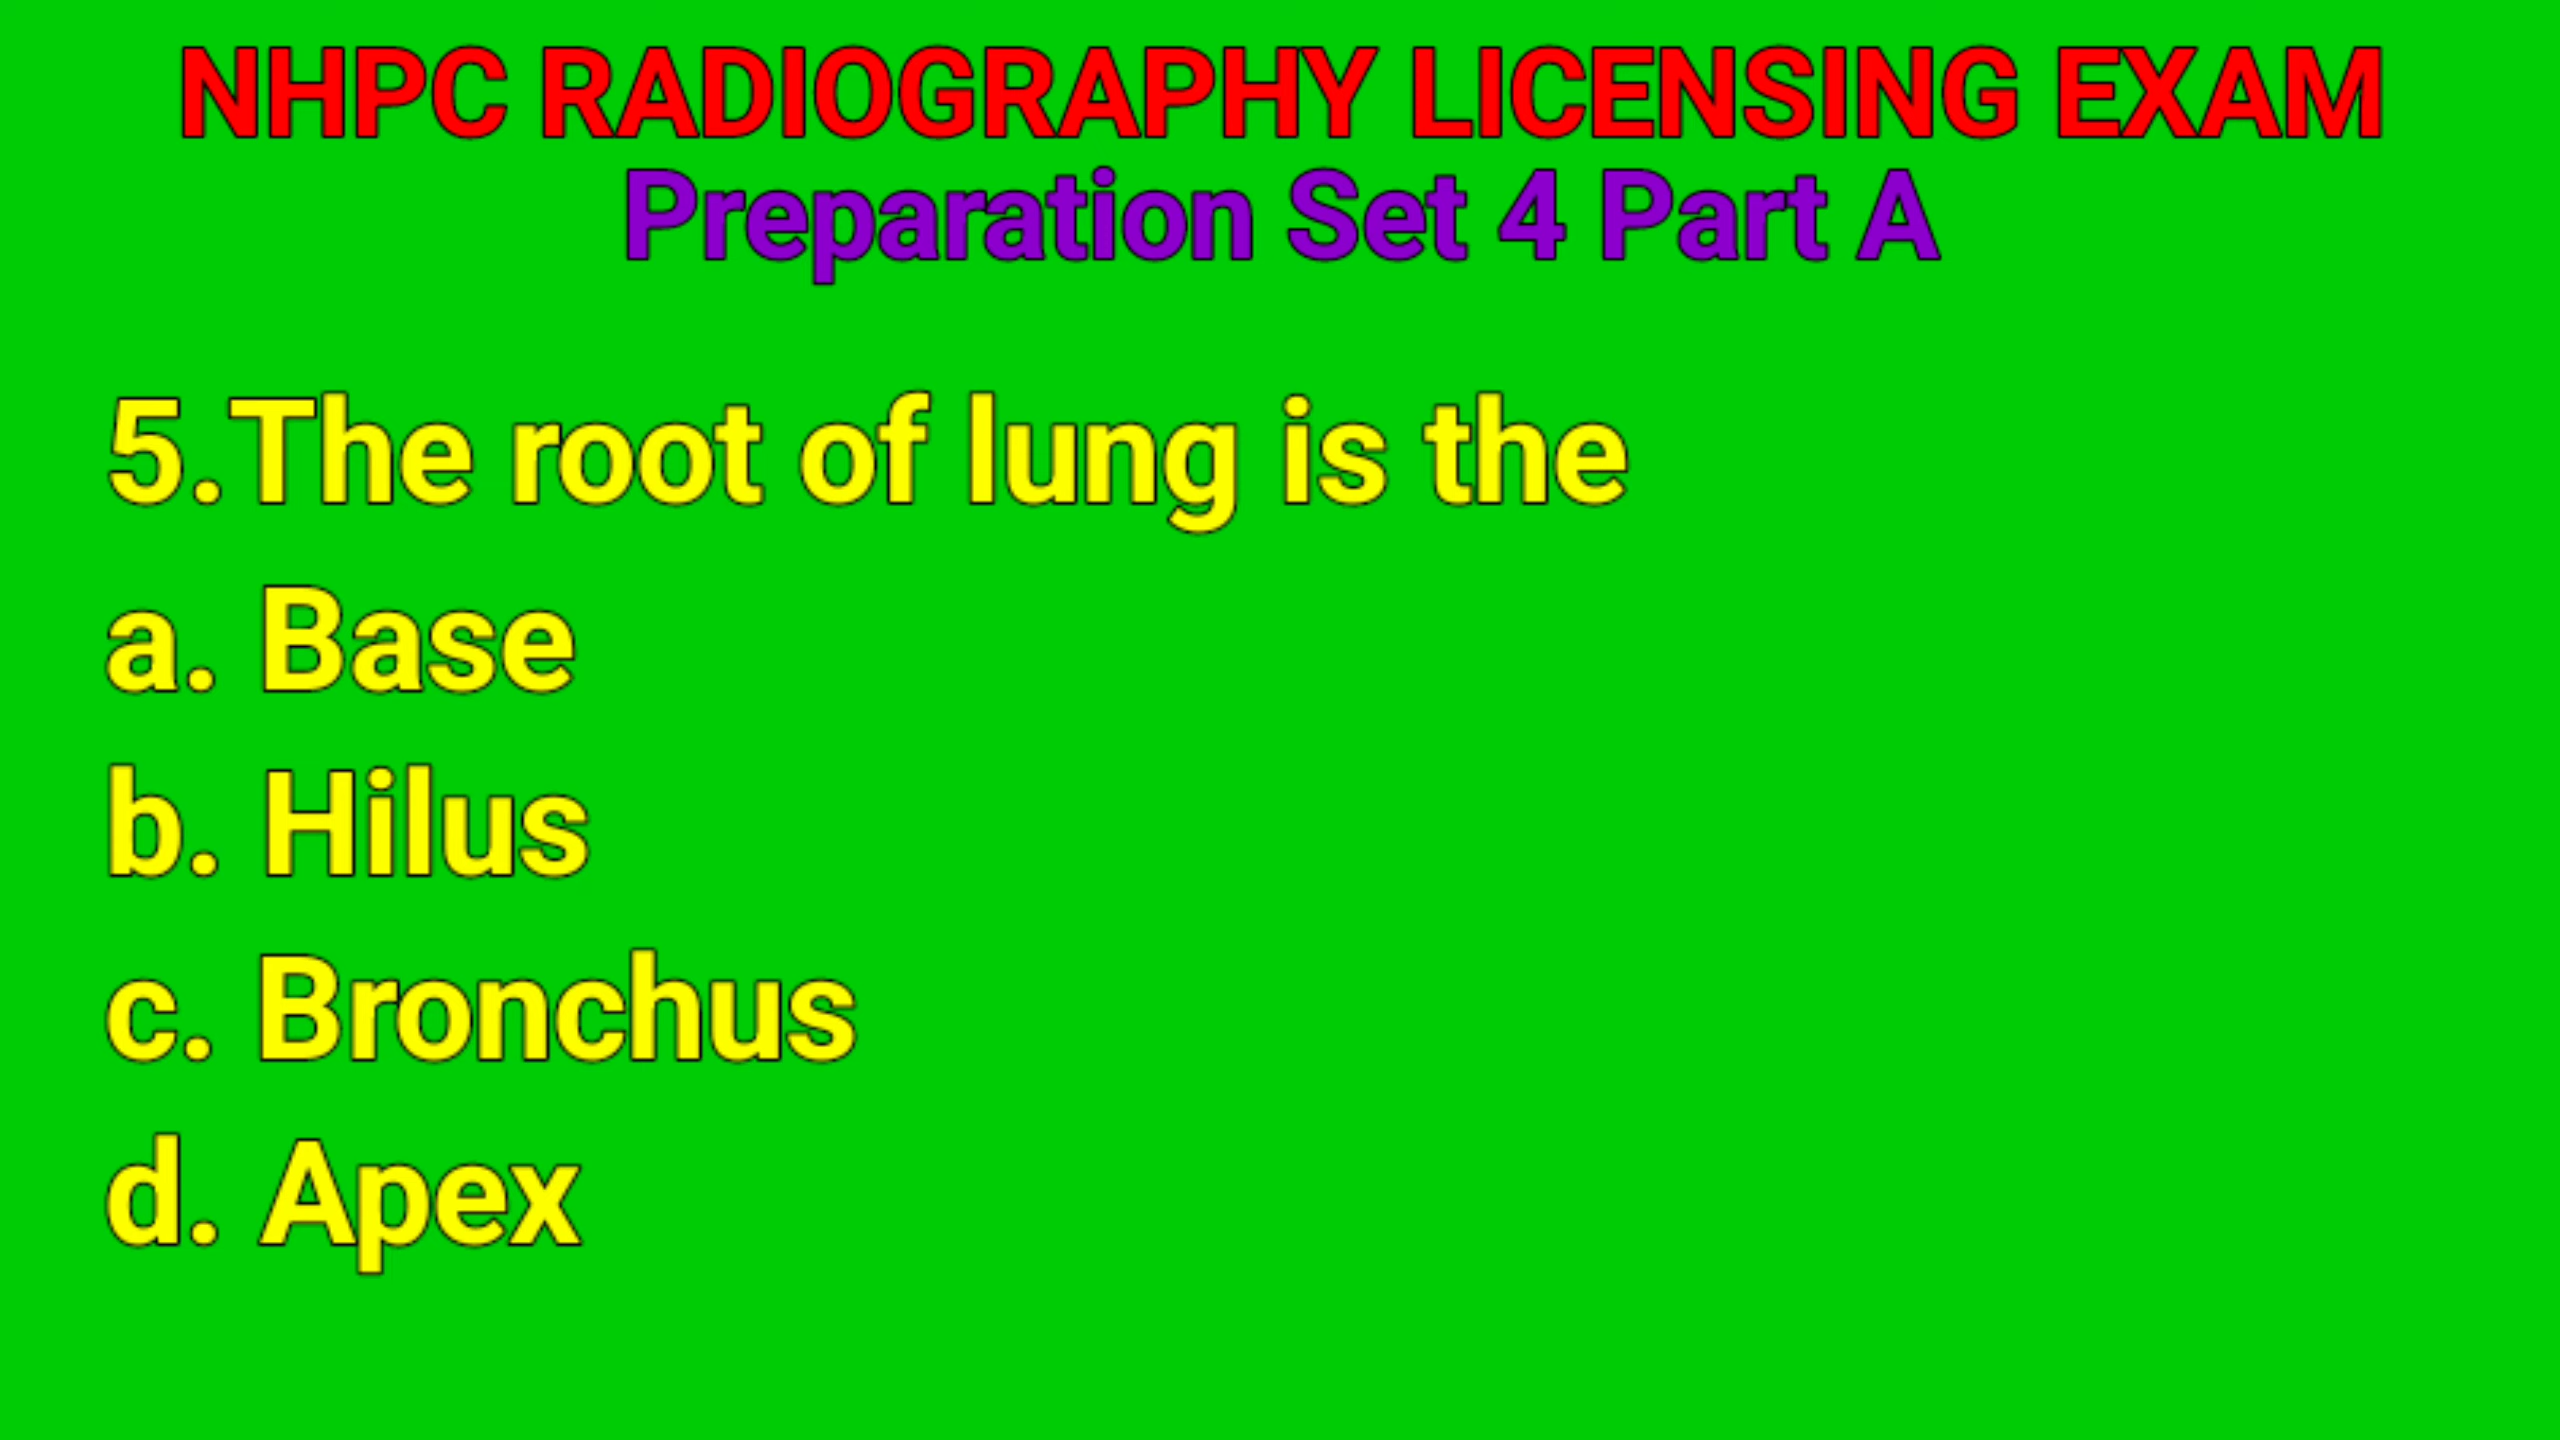 NHPC RADIOGRAPHY LICENSING EXAM
Preparation Set 4 Part A
5.The root of lung is the
a. Base
b. Hilus
c. Bronchus
d. Apex